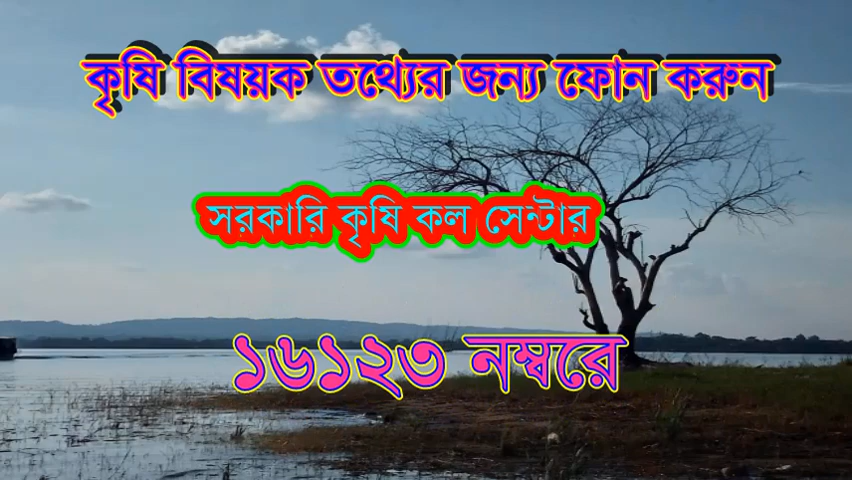 কৃষি বিষয়ক তথ্যের জন্য ফোন করুন
সরকারি কৃষি কল সেন্টার
১৬১২৩ নম্বরে